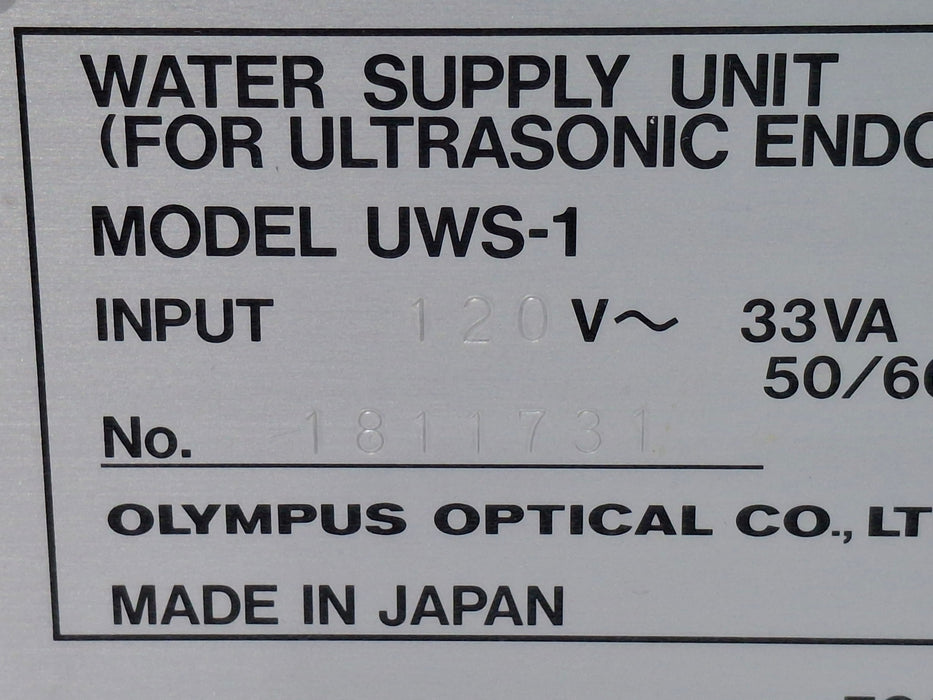 WATER SUPPLY UNIT
(FOR ULTRASONIC ENDO
MODEL UWS-1
INPUT 120 V~ 33VA
50/60
No. 1811731
OLYMPUS OPTICAL CO., LT
MADE IN JAPAN